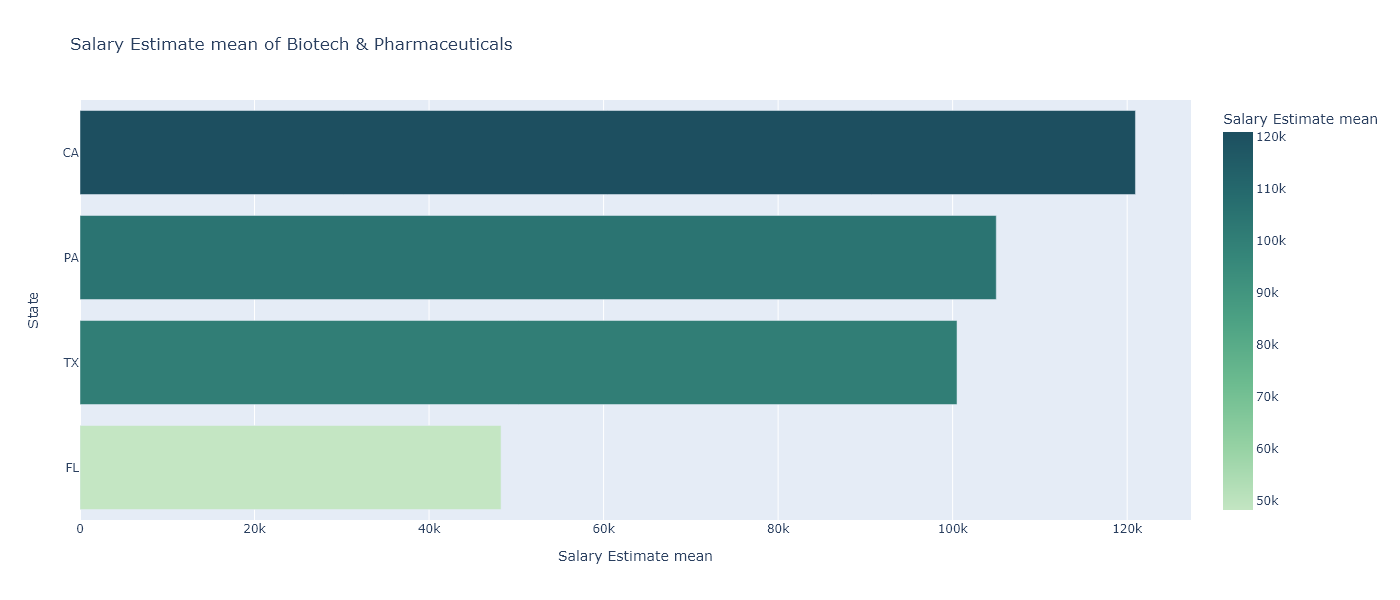 Salary Estimate mean of Biotech & Pharmaceuticals
State
CA
PA
TX
FL
0 20k 40k 60k 80k 100k 120k
Salary Estimate mean
Salary Estimate mean
120k
110k
100k
90k
80k
70k
60k
50k